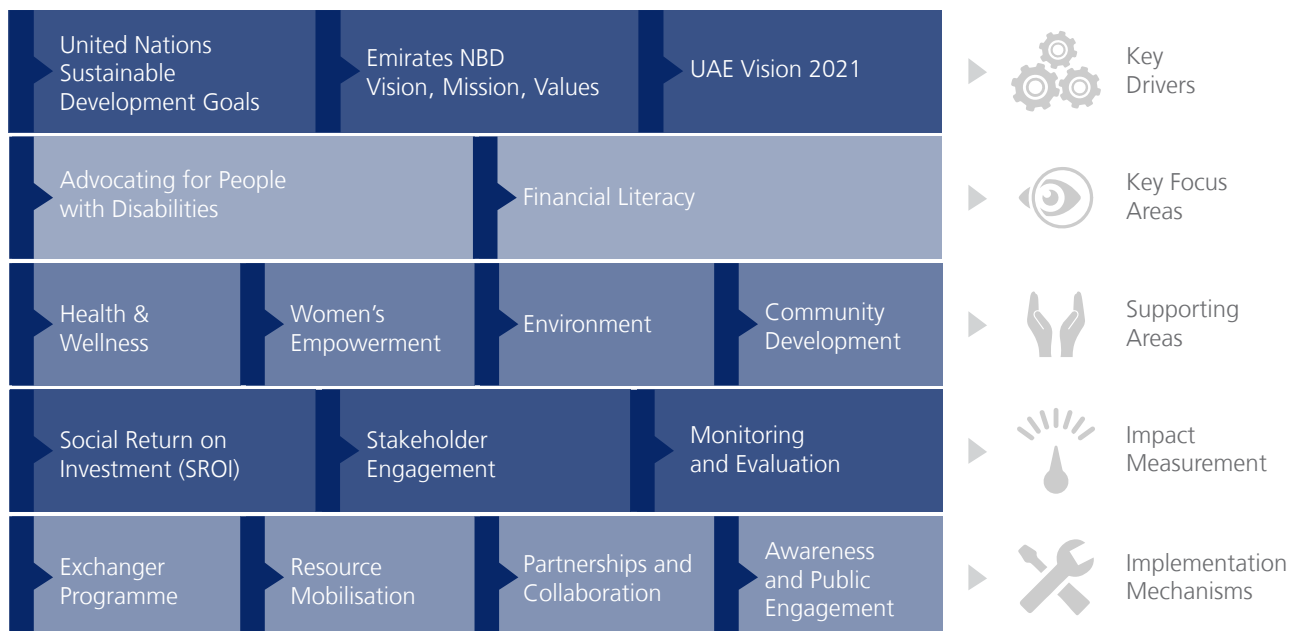 United Nations
Sustainable
Development Goals
Emirates NBD
Vision, Mission, Values
UAE Vision 2021
Key
Drivers
Advocating for People
with Disabilities
Financial Literacy
Key Focus
Areas
Health &
Wellness
Women’s
Empowerment
Environment
Community
Development
Supporting
Areas
Social Return on
Investment (SROI)
Stakeholder
Engagement
Monitoring
and Evaluation
Impact
Measurement
Exchanger
Programme
Resource
Mobilisation
Partnerships and
Collaboration
Awareness
and Public
Engagement
Implementation
Mechanisms